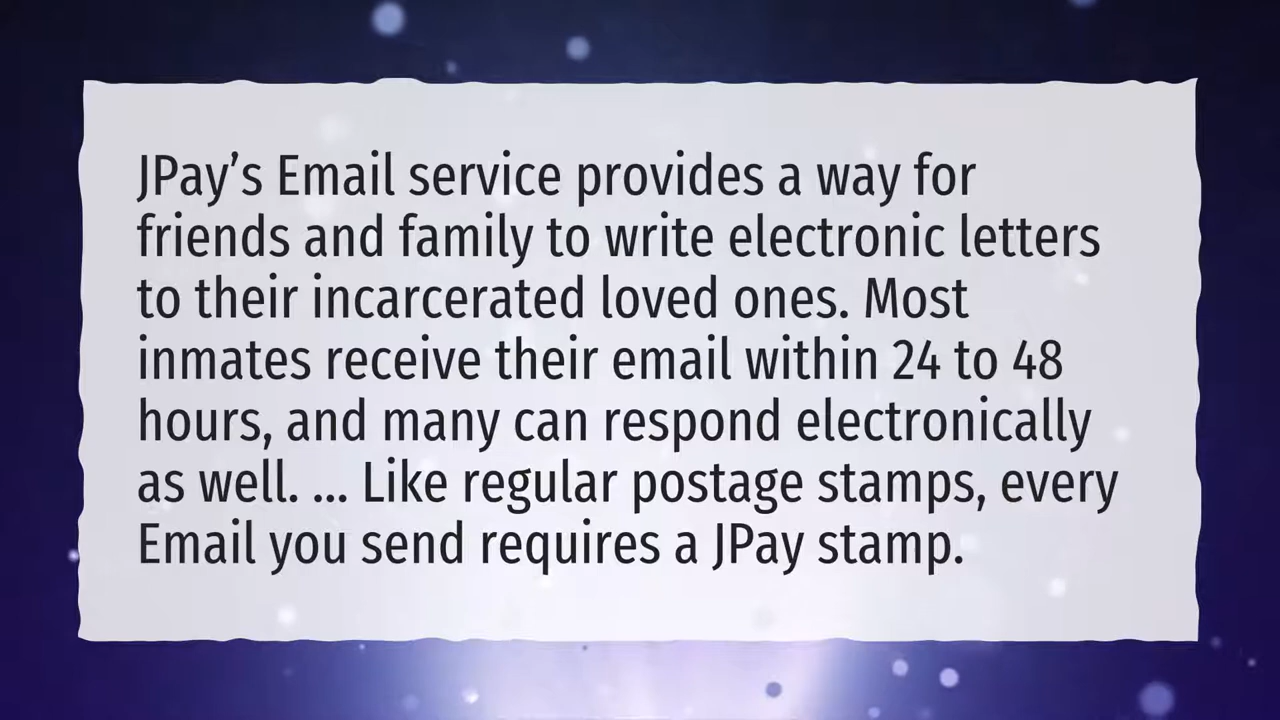 JPay’s Email service provides a way for
friends and family to write electronic letters
to their incarcerated loved ones. Most
inmates receive their email within 24 to 48
hours, and many can respond electronically
as well. ... Like regular postage stamps, every
Email you send requires a JPay stamp.